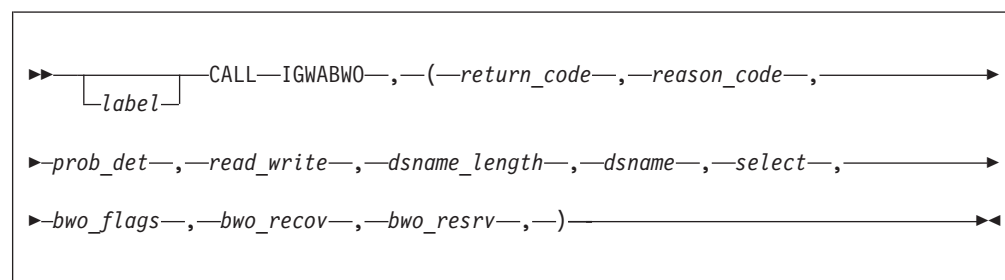 CALL IGWABWO , ( return_code , reason_code ,
label
prob_det , read_write , dsname_length , dsname , select ,
bwo_flags , bwo_recov , bwo_resrv , , )